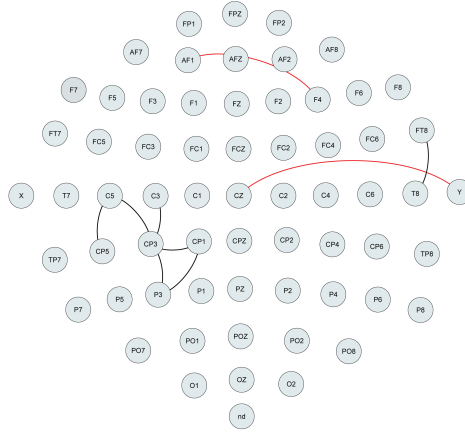 FPZ
FP1 FP2
AF7 AF8
AF1 AFZ AF2
F7 F5 F3 F1 FZ F2 F4 F6 F8
FT7 FC5 FC3 FC1 FCZ FC2 FC4 FC6 FT8
X T7 C5 C3 C1 CZ C2 C4 C6 T8 Y
CP5 CP3 CP1 CPZ CP2 CP4 CP6
TP7 TP8
P7 P5 P3 P1 PZ P2 P4 P6 P8
PO7 PO1 POZ PO2 PO8
O1 OZ O2
nd